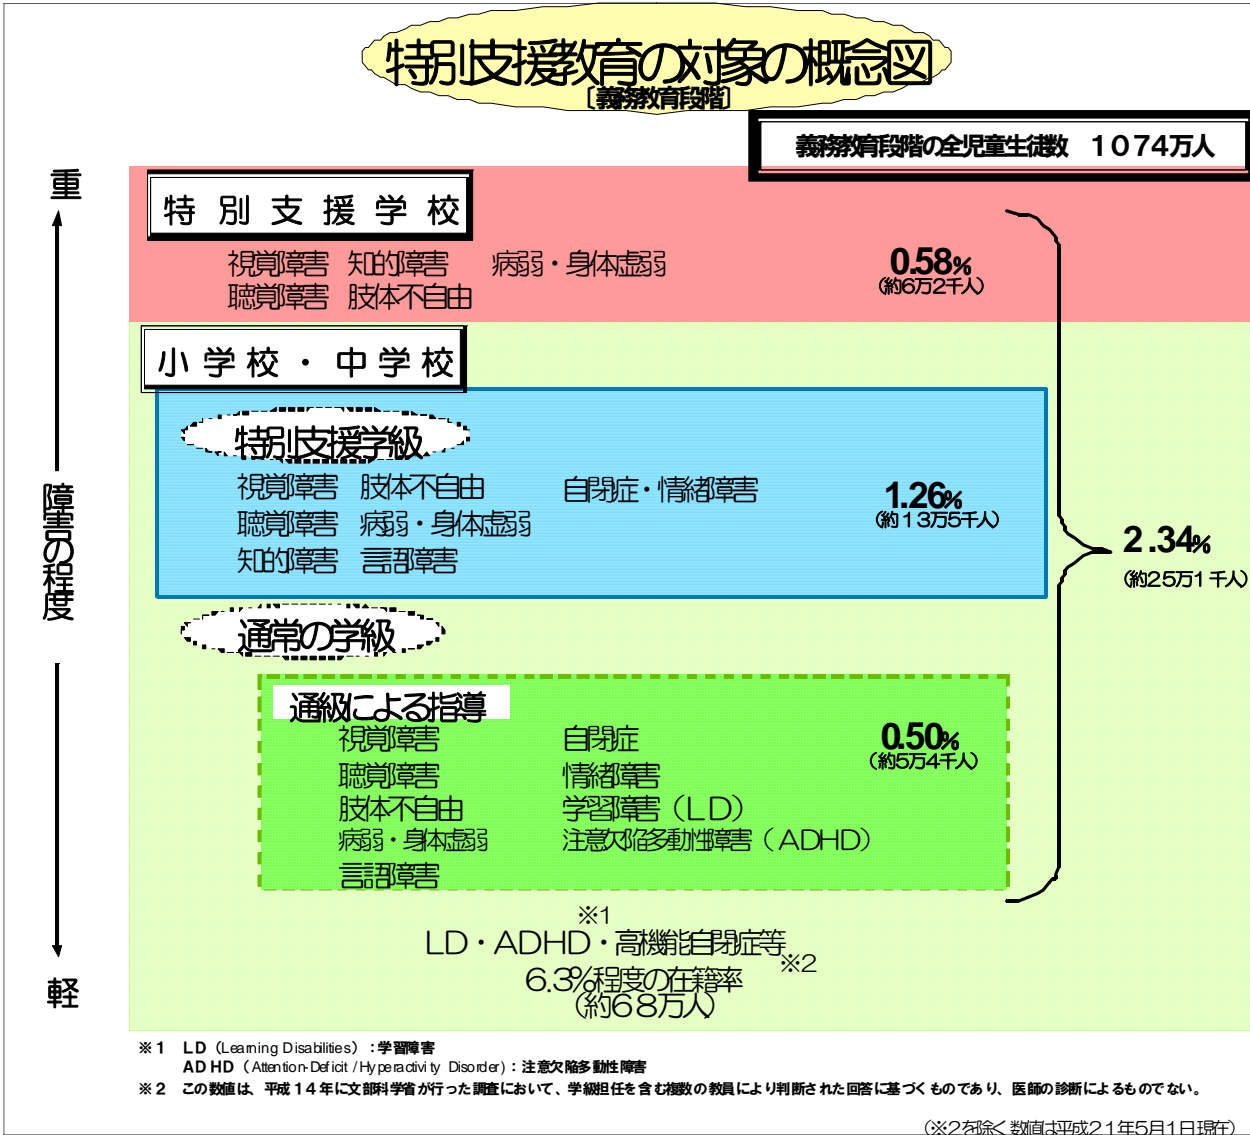 特別支援教育の対象の概念図
〔義務教育段階〕
義務教育段階の全児童生徒数　1074万人
重
特別支援学校
視覚障害　知的障害　病弱・身体虚弱
聴覚障害　肢体不自由
0.58%
(約6万2千人)
小学校・中学校
特別支援学級
視覚障害　肢体不自由　自閉症・情緒障害
聴覚障害　病弱・身体虚弱
知的障害　言語障害
1.26%
(約13万5千人)
障害の程度
2.34%
(約25万1千人)
通常の学級
通級による指導
視覚障害　自閉症
聴覚障害　情緒障害
肢体不自由　学習障害（LD）
病弱・身体虚弱　注意欠陥多動性障害（ADHD）
言語障害
0.50%
(約5万4千人)
※1
LD・ADHD・高機能自閉症等
※2
6.3%程度の在籍率
(約68万人)
軽
※1　LD（Learning Disabilities）：学習障害
ADHD（Attention-Deficit / Hyperactivity Disorder）：注意欠陥多動性障害
※2　この数値は、平成14年に文部科学省が行った調査において、学級担任を含む複数の教員により判断された回答に基づくものであり、医師の診断によるものでない。
（※2を除く数値は平成21年5月1日現在）